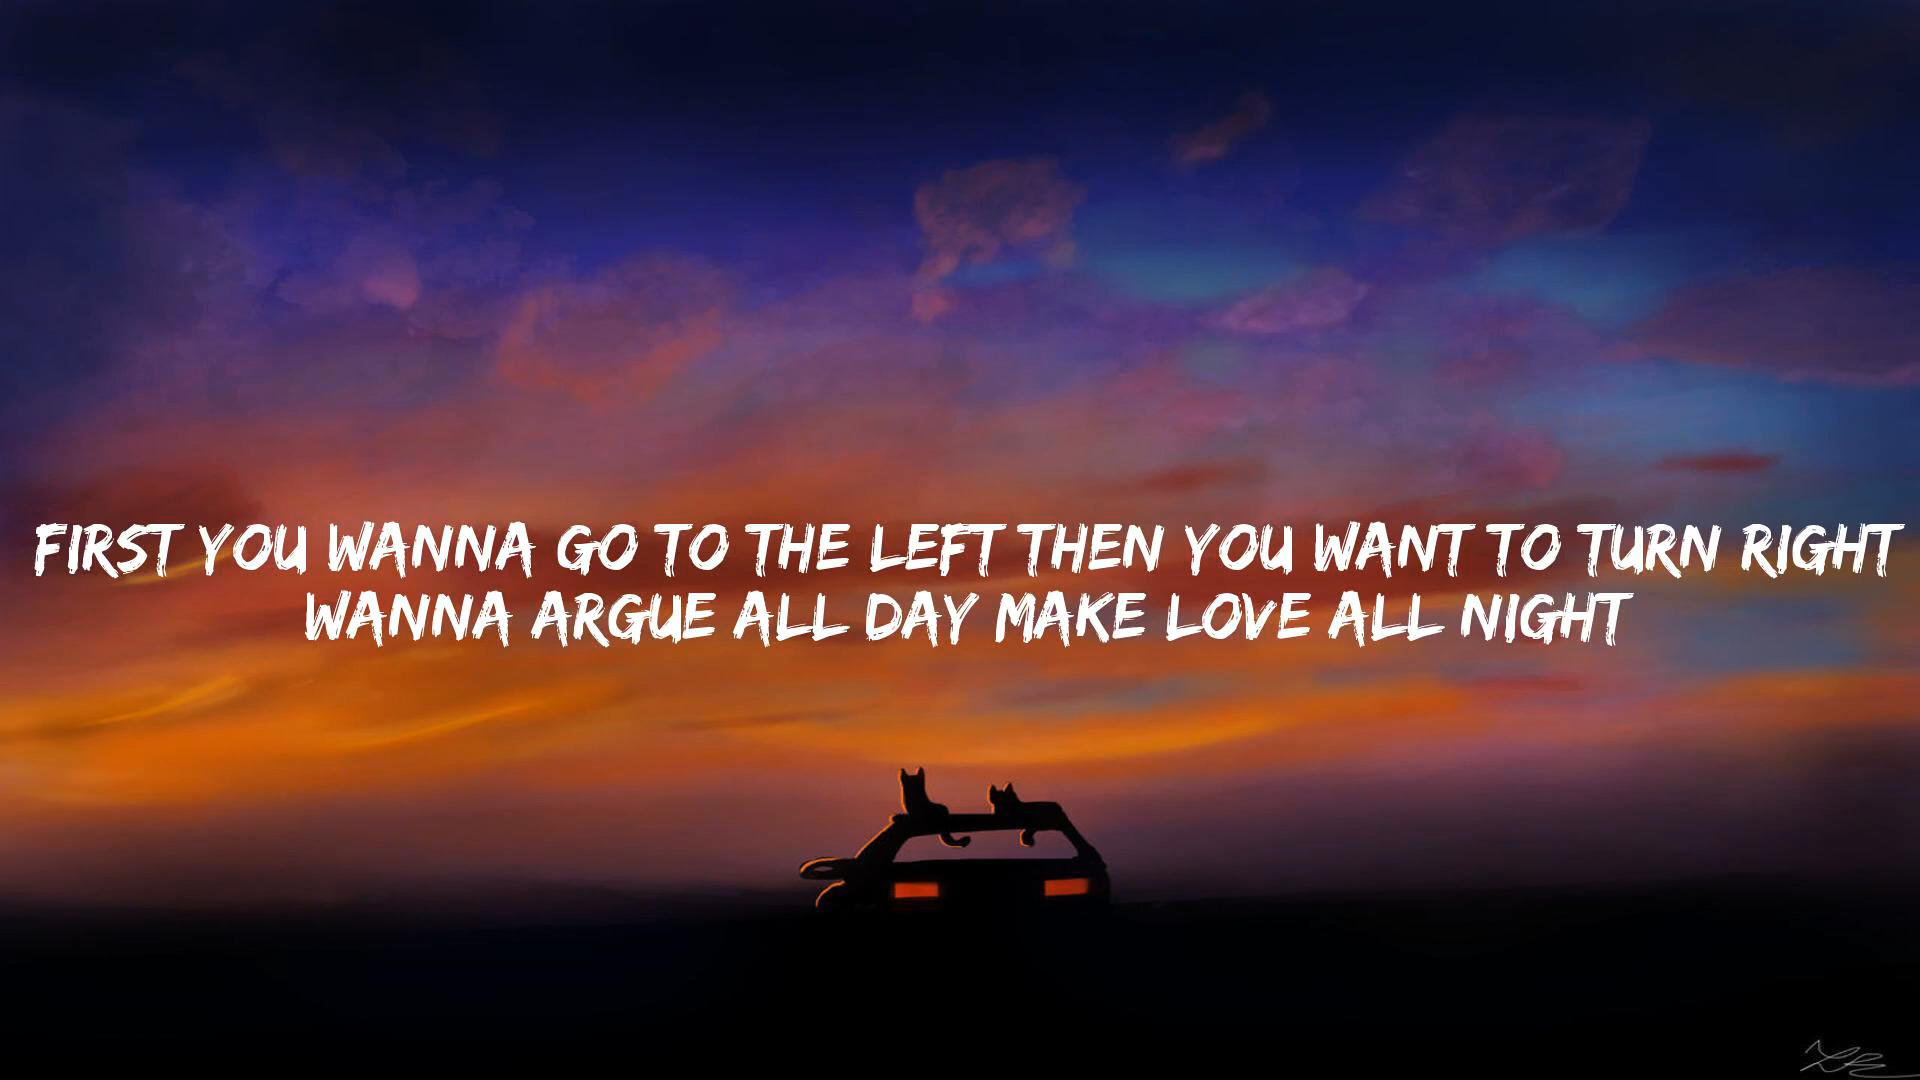 FIRST YOU WANNA GO TO THE LEFT THEN YOU WANT TO TURN RIGHT
WANNA ARGUE ALL DAY MAKE LOVE ALL NIGHT